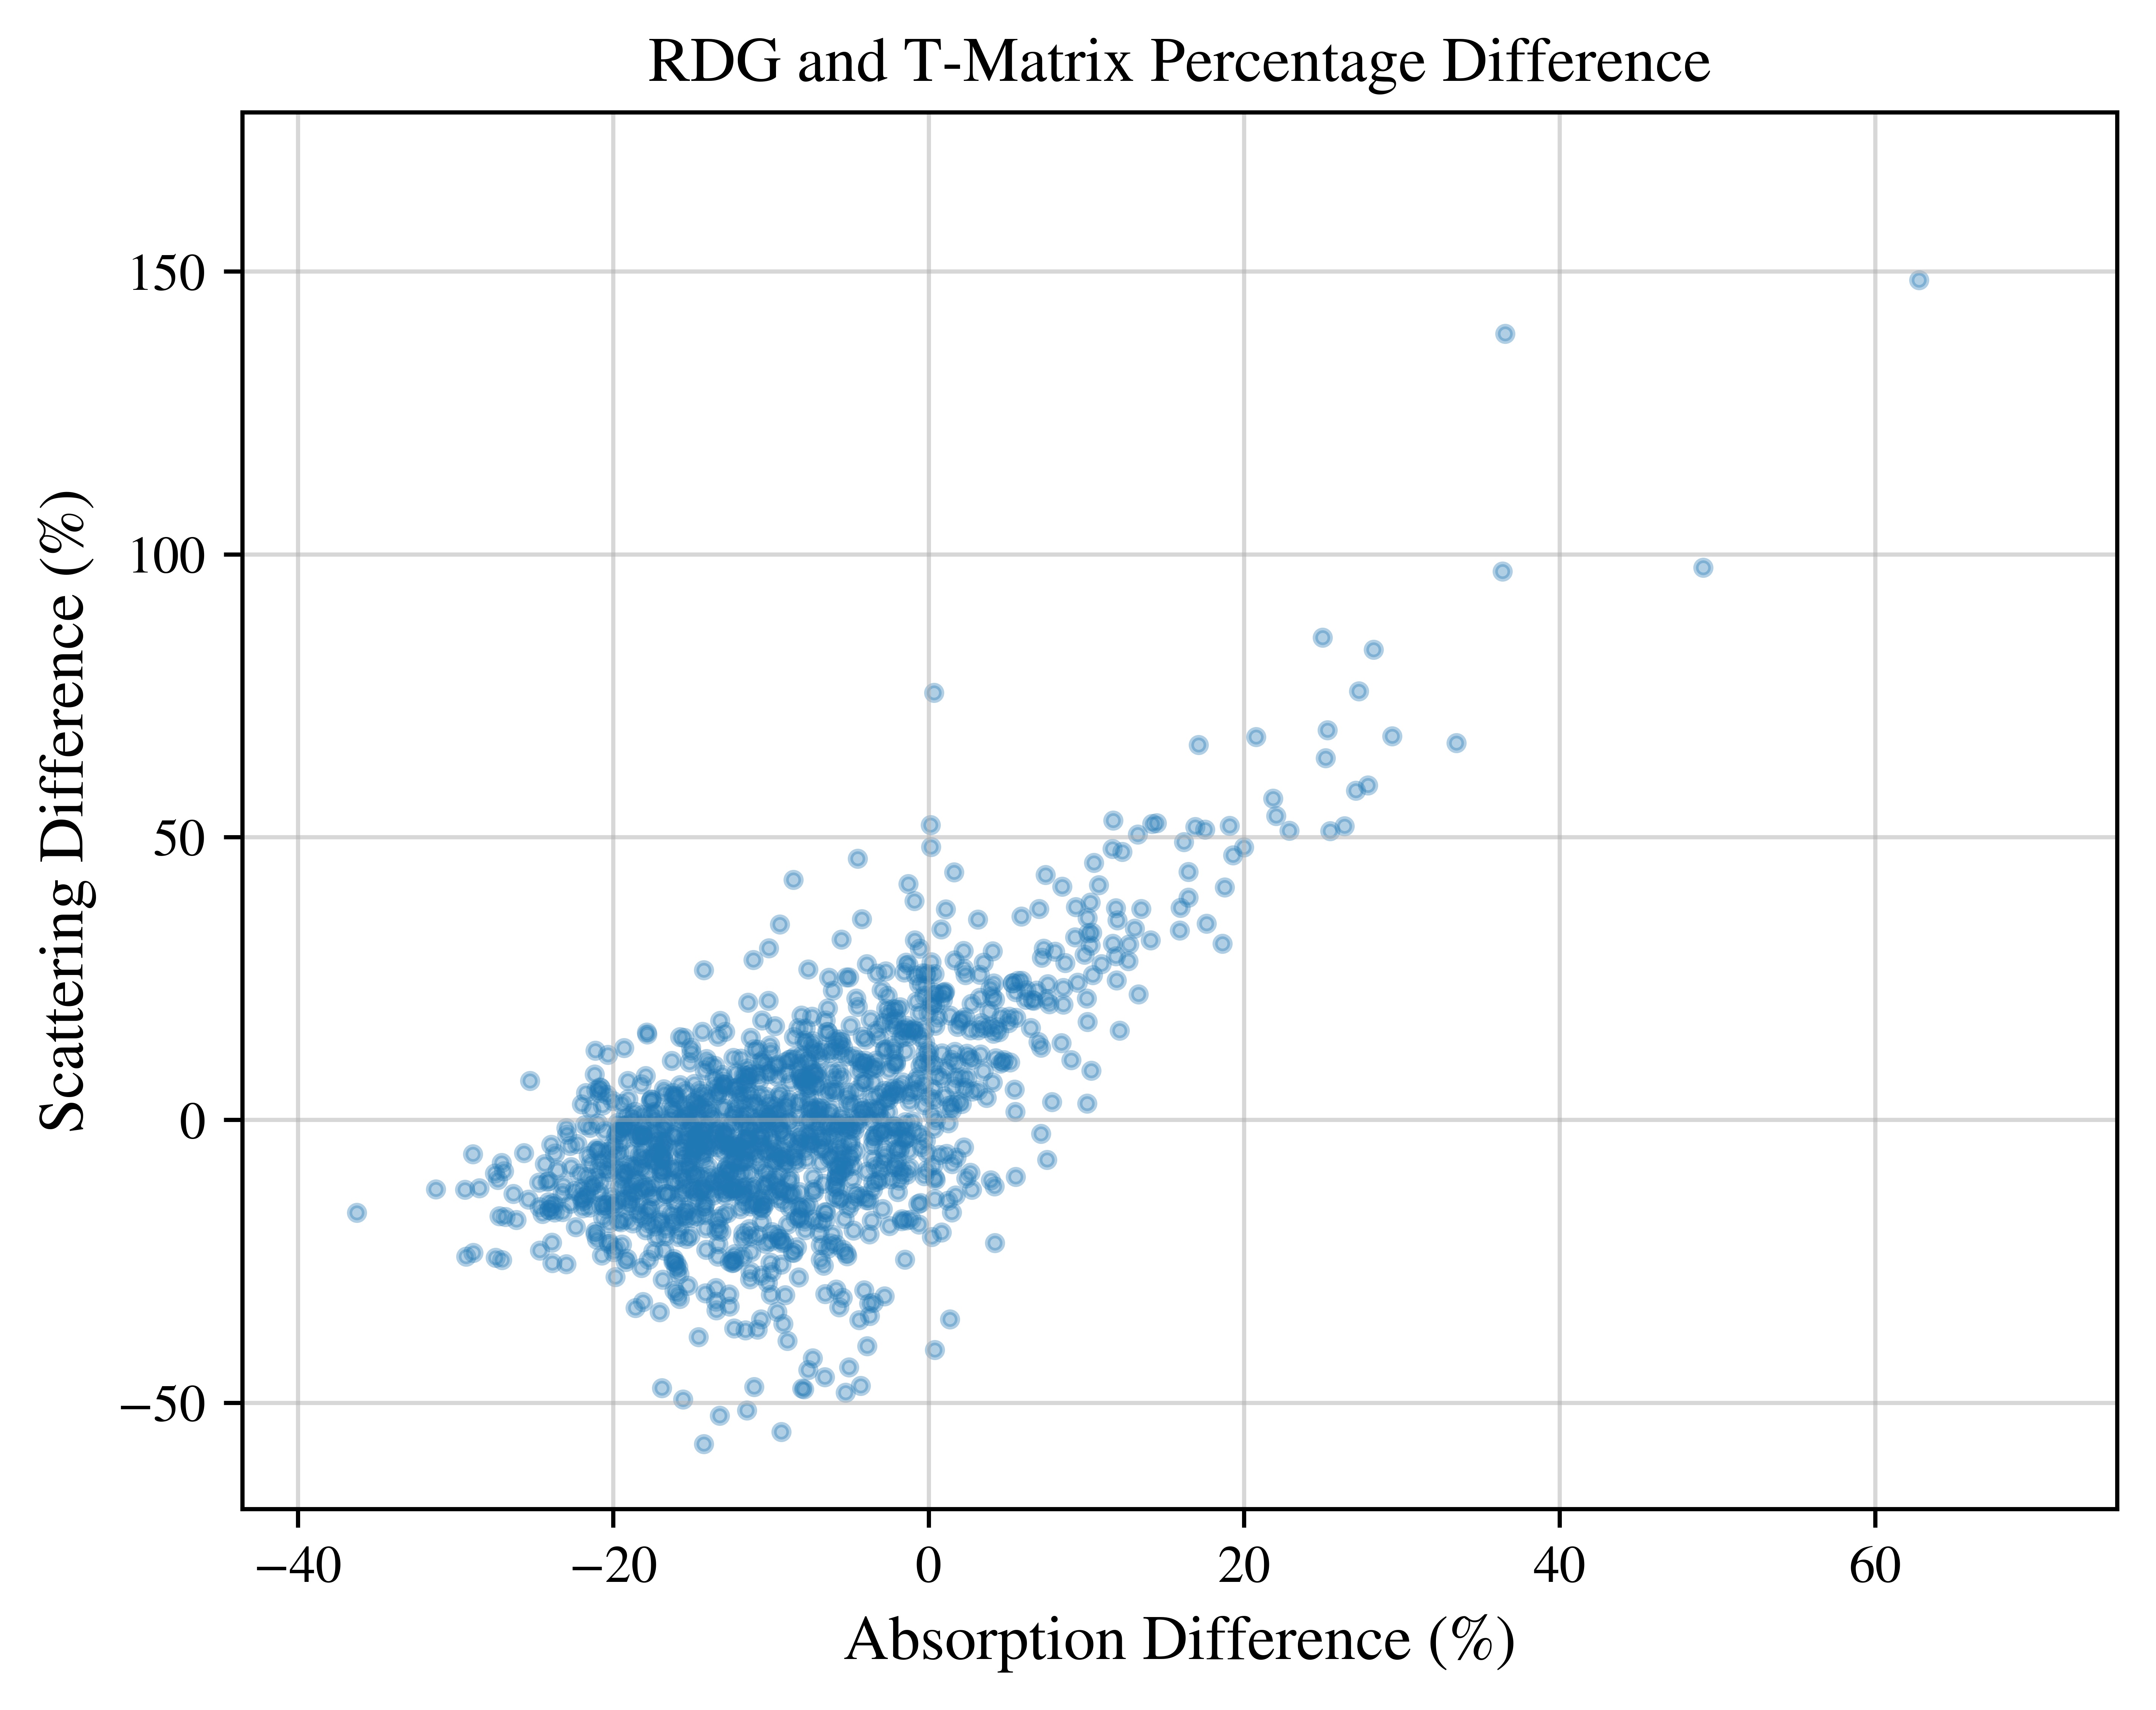 RDG and T-Matrix Percentage Difference
Scattering Difference (%)
150
100
50
0
−50
−40 −20 0 20 40 60
Absorption Difference (%)